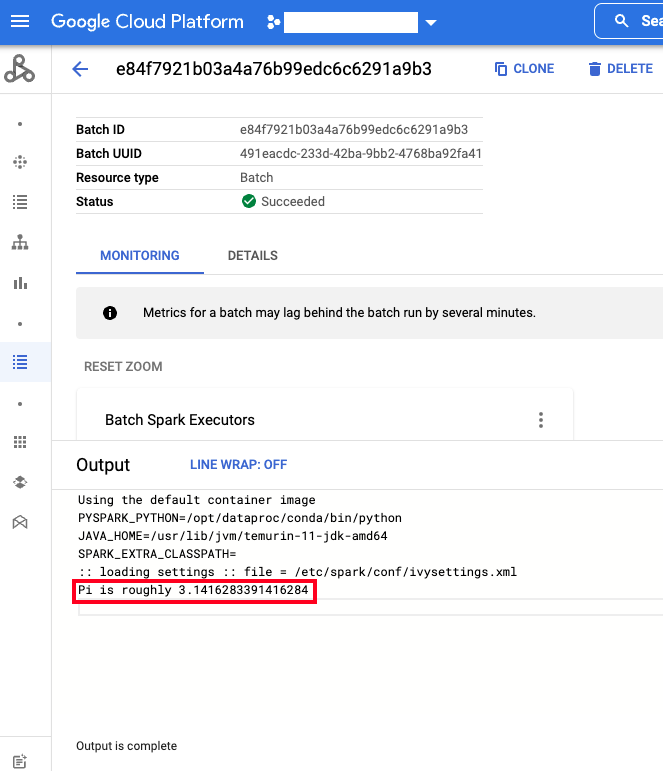 Google Cloud Platform
e84f7921b03a4a76b99edc6c6291a9b3 CLONE DELETE
Batch ID e84f7921b03a4a76b99edc6c6291a9b3
Batch UUID 491eacdc-233d-42ba-9bb2-4768ba92fa41
Resource type Batch
Status Succeeded
MONITORING DETAILS
Metrics for a batch may lag behind the batch run by several minutes.
RESET ZOOM
Batch Spark Executors
Output LINE WRAP: OFF
Using the default container image
PYSPARK_PYTHON=/opt/dataproc/conda/bin/python
JAVA_HOME=/usr/lib/jvm/temurin-11-jdk-amd64
SPARK_EXTRA_CLASSPATH=
:: loading settings :: file = /etc/spark/conf/ivysettings.xml
Pi is roughly 3.1416283391416284
Output is complete